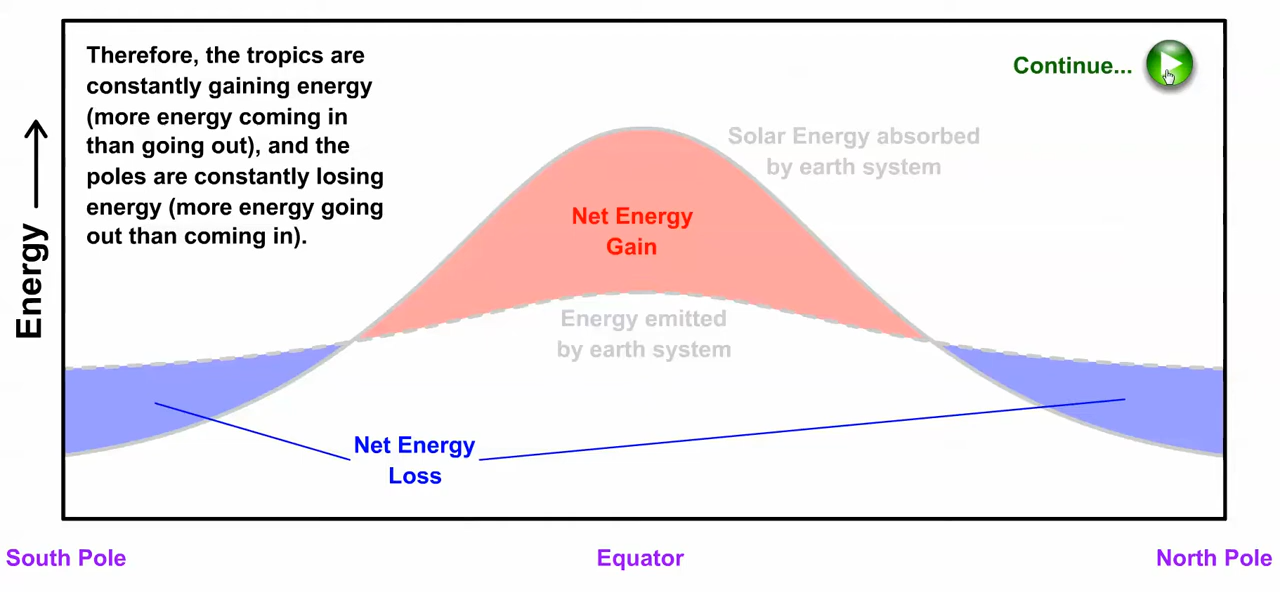 Therefore, the tropics are
constantly gaining energy
(more energy coming in
than going out), and the
poles are constantly losing
energy (more energy going
out than coming in).
Continue...
Solar Energy absorbed
by earth system
Net Energy
Gain
Energy emitted
by earth system
Net Energy
Loss
Energy
South Pole
Equator
North Pole